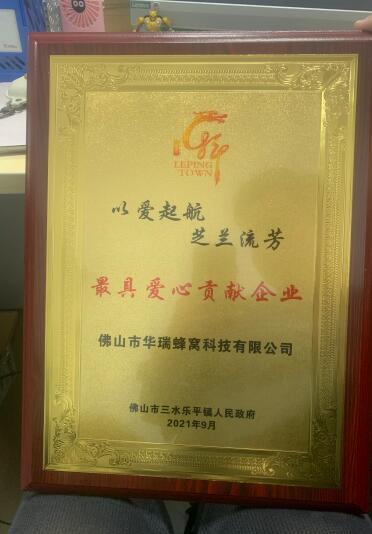 Lenovo
LEPING
TOWN
以爱起航
芝兰流芳
最具爱心贡献企业
佛山市华瑞蜂窝科技有限公司
佛山市三水乐平镇人民政府
2021年9月